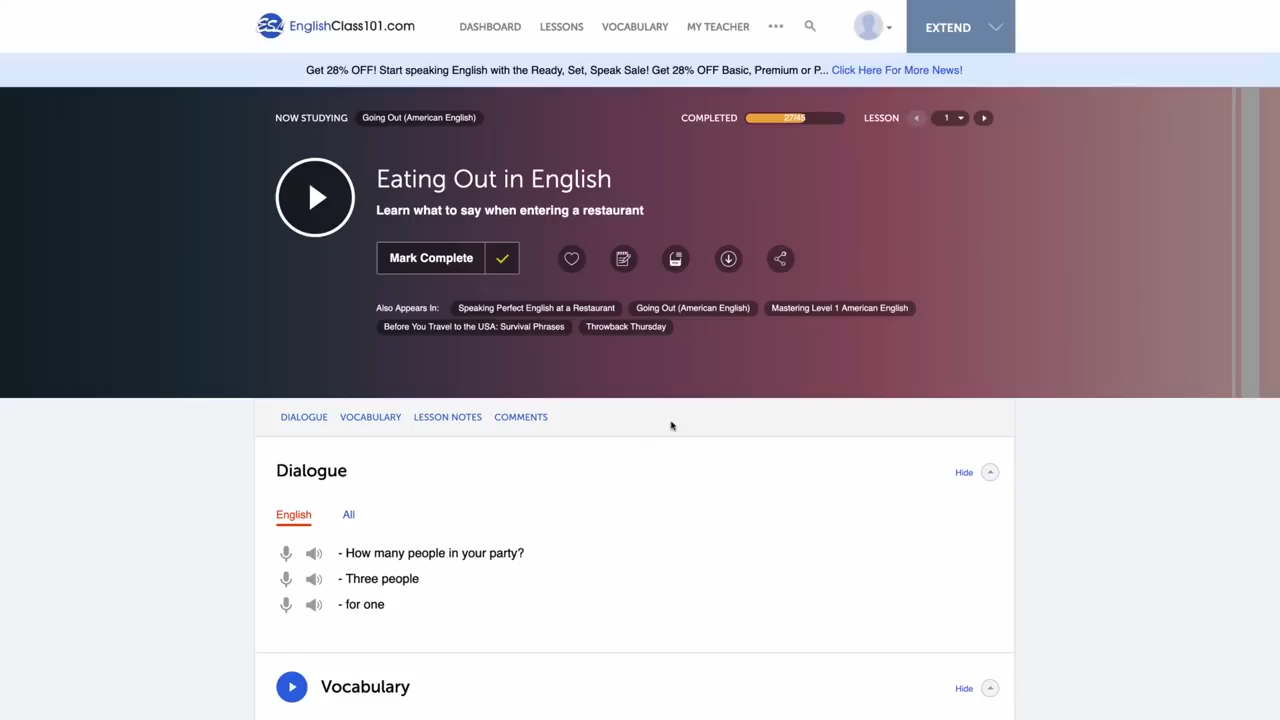 ESL EnglishClass101.com DASHBOARD LESSONS VOCABULARY MY TEACHER ••• EXTEND
Get 28% OFF! Start speaking English with the Ready, Set, Speak Sale! Get 28% OFF Basic, Premium or P... Click Here For More News!
NOW STUDYING Going Out (American English) COMPLETED 27/45 LESSON 1
Eating Out in English
Learn what to say when entering a restaurant
Mark Complete
Also Appears In: Speaking Perfect English at a Restaurant Going Out (American English) Mastering Level 1 American English
Before You Travel to the USA: Survival Phrases Throwback Thursday
DIALOGUE VOCABULARY LESSON NOTES COMMENTS
Dialogue Hide
English All
- How many people in your party?
- Three people
- for one
Vocabulary Hide